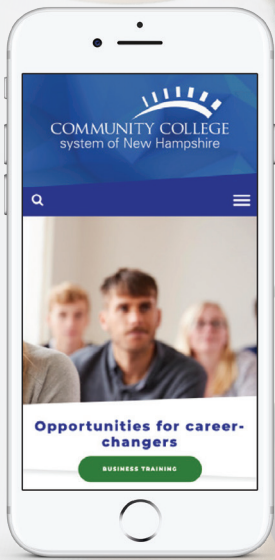 COMMUNITY COLLEGE
system of New Hampshire
Opportunities for career-
changers
BUSINESS TRAINING